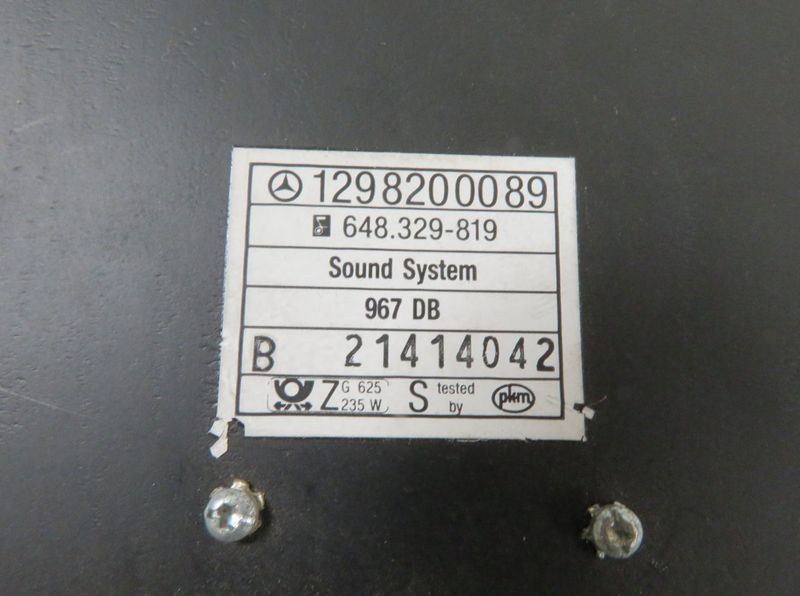 1298200089
648.329-819
Sound System
967 DB
B 21414042
Z G 625 235 W S tested by pkm